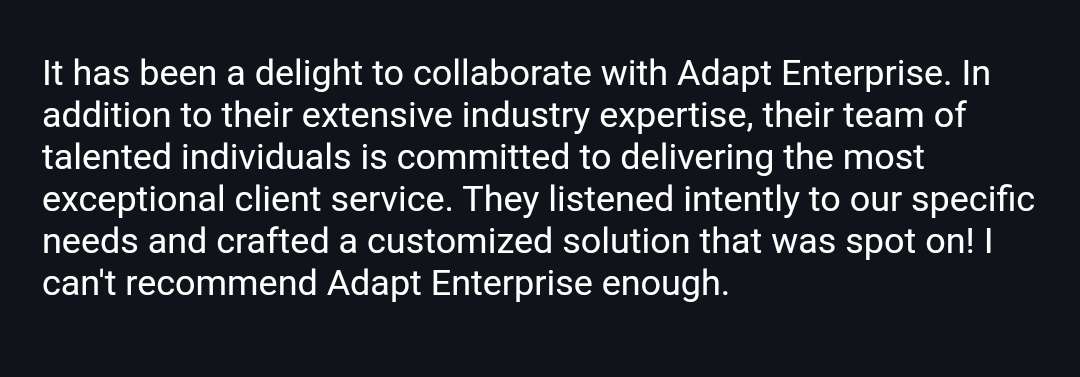 It has been a delight to collaborate with Adapt Enterprise. In
addition to their extensive industry expertise, their team of
talented individuals is committed to delivering the most
exceptional client service. They listened intently to our specific
needs and crafted a customized solution that was spot on! I
can't recommend Adapt Enterprise enough.